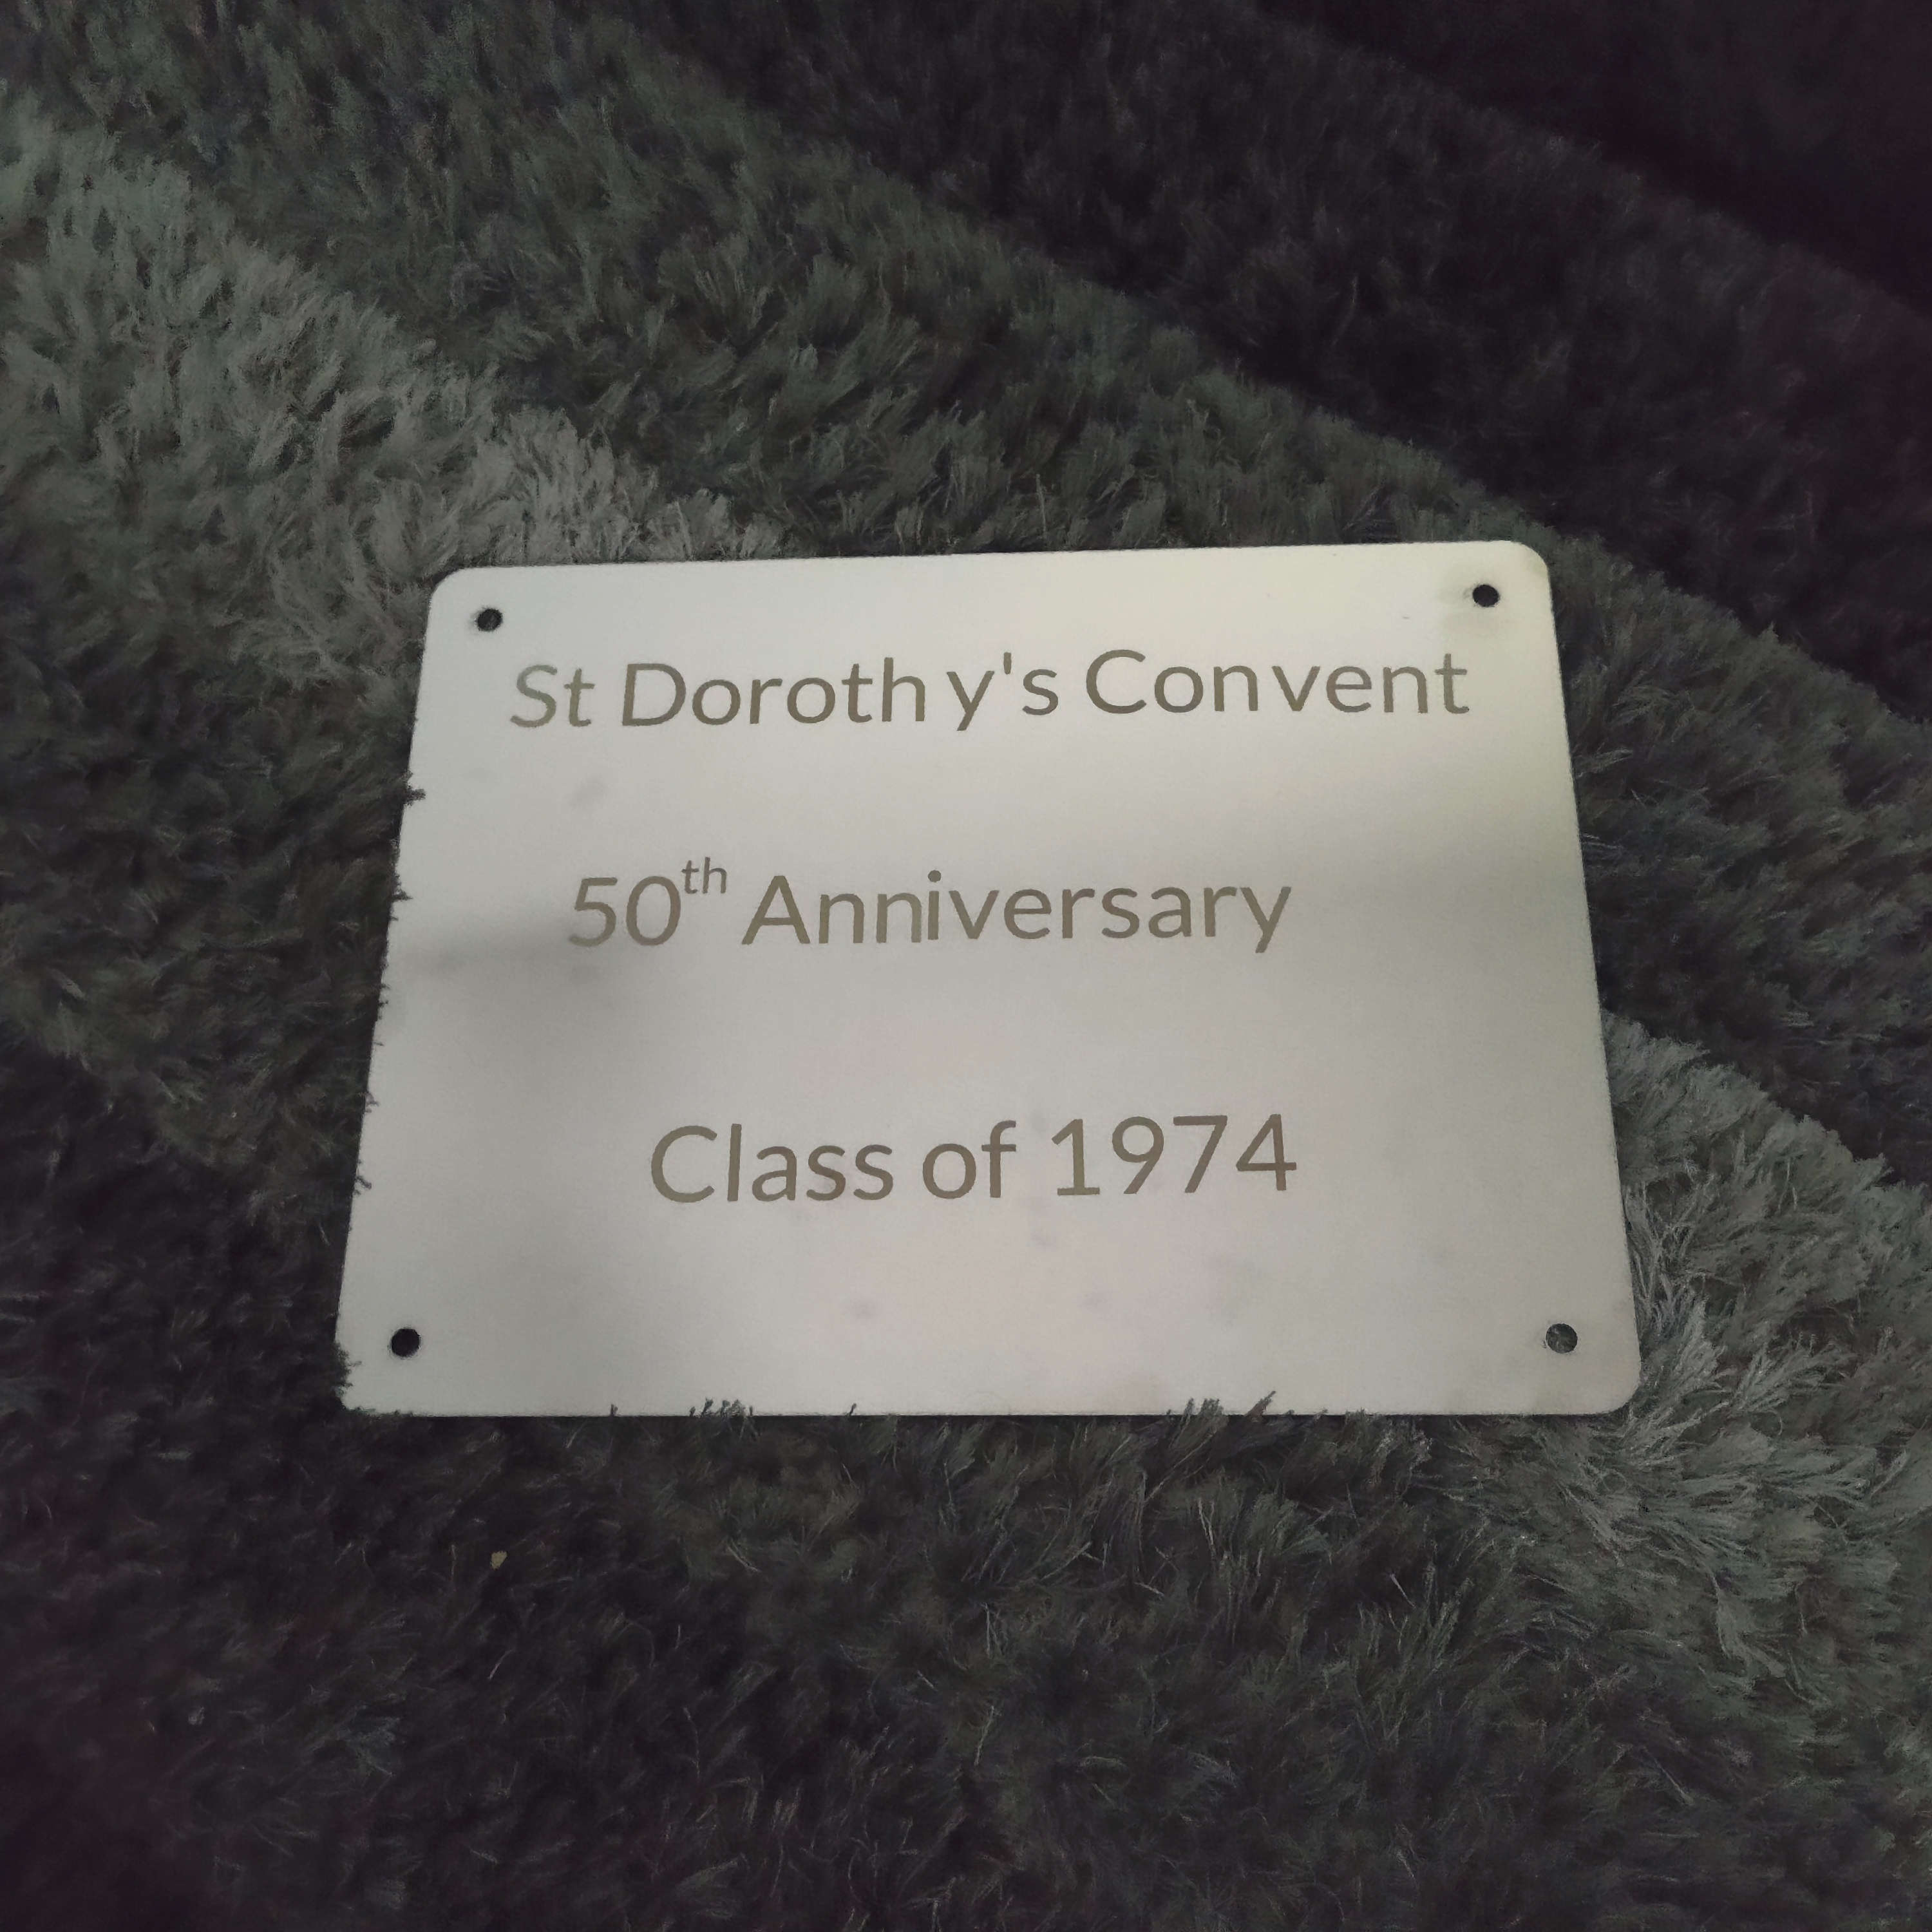 St Dorothy's Convent
50th Anniversary
Class of 1974